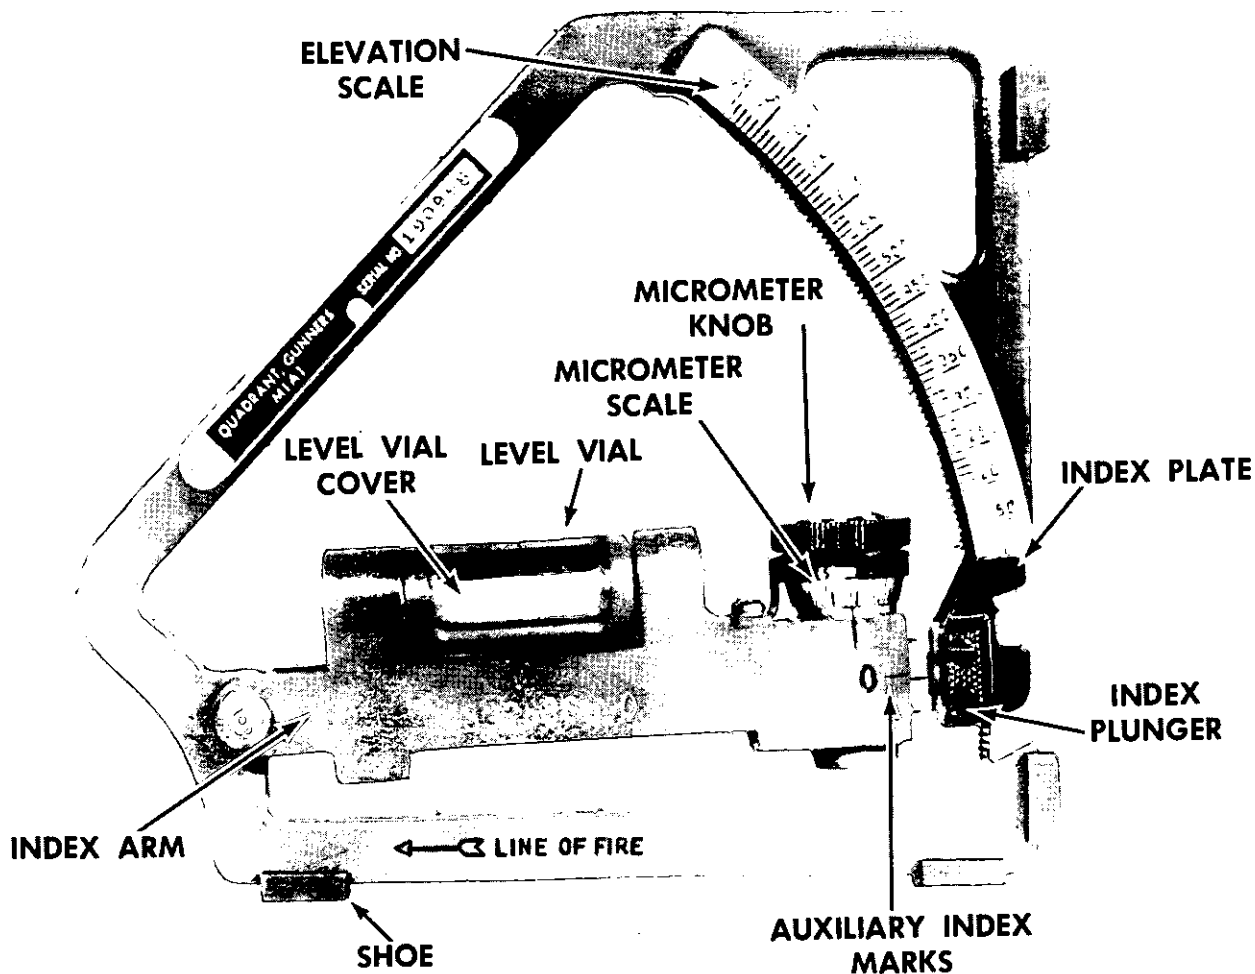 ELEVATION
SCALE
QUADRANT, GUNNERS
M1A1
SERIAL NO
MICROMETER
KNOB
MICROMETER
SCALE
LEVEL VIAL
COVER
LEVEL VIAL
INDEX PLATE
0
INDEX
PLUNGER
INDEX ARM
LINE OF FIRE
SHOE
AUXILIARY INDEX
MARKS